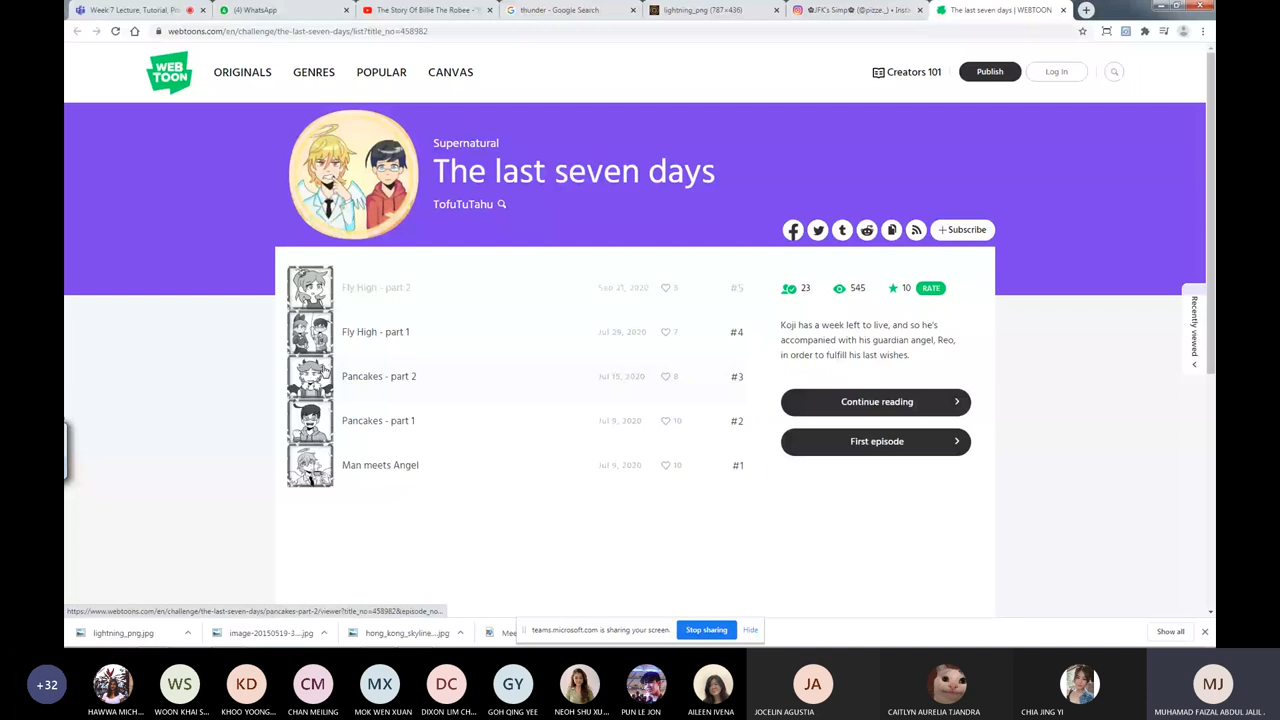 Week 7 Lecture, Tutorial, Pr
(4) WhatsApp
The Story Of Billie The Robee -
thunder - Google Search
lightning_png (787×436)
✿JFK's Simp✿ (@pizze._) • Inst
The last seven days | WEBTOON
webtoons.com/en/challenge/the-last-seven-days/list?title_no=458982
WEB
TOON
ORIGINALS
GENRES
POPULAR
CANVAS
Creators 101
Publish
Log In
Supernatural
The last seven days
TofuTuTahu
+ Subscribe
Fly High - part 2
Sep 21, 2020
3
#5
Fly High - part 1
Jul 29, 2020
7
#4
Pancakes - part 2
Jul 15, 2020
8
#3
Pancakes - part 1
Jul 9, 2020
10
#2
Man meets Angel
Jul 9, 2020
10
#1
23
545
10
RATE
Koji has a week left to live, and so he's
accompanied with his guardian angel, Reo,
in order to fulfill his last wishes.
Continue reading
First episode
Recently viewed
https://www.webtoons.com/en/challenge/the-last-seven-days/pancakes-part-2/viewer?title_no=458982&episode_no...
lightning_png.jpg
image-20150519-3....jpg
hong_kong_skyline....jpg
Mee
teams.microsoft.com is sharing your screen.
Stop sharing
Hide
Show all
+32
HAWWA MICH...
WS
WOON KHAI S...
KD
KHOO YOONG...
CM
CHAN MEILING
MX
MOK WEN XUAN
DC
DIXON LIM CH...
GY
GOH QING YEE
NEOH SHU XU...
PUN LE JON
AILEEN IVENA
JA
JOCELIN AGUSTIA
CAITLYN AURELIA TJANDRA
CHIA JING YI
MJ
MUHAMAD FAIZAL ABDUL JALIL